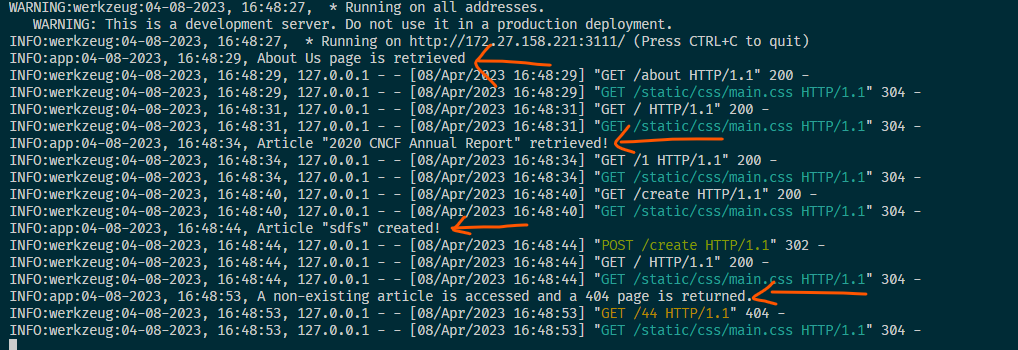 WARNING:werkzeug:04-08-2023, 16:48:27,  * Running on all addresses.
   WARNING: This is a development server. Do not use it in a production deployment.
INFO:werkzeug:04-08-2023, 16:48:27,  * Running on http://172.27.158.221:3111/ (Press CTRL+C to quit)
INFO:app:04-08-2023, 16:48:29, About Us page is retrieved
INFO:werkzeug:04-08-2023, 16:48:29, 127.0.0.1 - - [08/Apr/2023 16:48:29] "GET /about HTTP/1.1" 200 -
INFO:werkzeug:04-08-2023, 16:48:29, 127.0.0.1 - - [08/Apr/2023 16:48:29] "GET /static/css/main.css HTTP/1.1" 304 -
INFO:werkzeug:04-08-2023, 16:48:31, 127.0.0.1 - - [08/Apr/2023 16:48:31] "GET / HTTP/1.1" 200 -
INFO:werkzeug:04-08-2023, 16:48:31, 127.0.0.1 - - [08/Apr/2023 16:48:31] "GET /static/css/main.css HTTP/1.1" 304 -
INFO:app:04-08-2023, 16:48:34, Article "2020 CNCF Annual Report" retrieved!
INFO:werkzeug:04-08-2023, 16:48:34, 127.0.0.1 - - [08/Apr/2023 16:48:34] "GET /1 HTTP/1.1" 200 -
INFO:werkzeug:04-08-2023, 16:48:34, 127.0.0.1 - - [08/Apr/2023 16:48:34] "GET /static/css/main.css HTTP/1.1" 304 -
INFO:werkzeug:04-08-2023, 16:48:40, 127.0.0.1 - - [08/Apr/2023 16:48:40] "GET /create HTTP/1.1" 200 -
INFO:werkzeug:04-08-2023, 16:48:40, 127.0.0.1 - - [08/Apr/2023 16:48:40] "GET /static/css/main.css HTTP/1.1" 304 -
INFO:app:04-08-2023, 16:48:44, Article "sdfs" created!
INFO:werkzeug:04-08-2023, 16:48:44, 127.0.0.1 - - [08/Apr/2023 16:48:44] "POST /create HTTP/1.1" 302 -
INFO:werkzeug:04-08-2023, 16:48:44, 127.0.0.1 - - [08/Apr/2023 16:48:44] "GET / HTTP/1.1" 200 -
INFO:werkzeug:04-08-2023, 16:48:44, 127.0.0.1 - - [08/Apr/2023 16:48:44] "GET /static/css/main.css HTTP/1.1" 304 -
INFO:app:04-08-2023, 16:48:53, A non-existing article is accessed and a 404 page is returned.
INFO:werkzeug:04-08-2023, 16:48:53, 127.0.0.1 - - [08/Apr/2023 16:48:53] "GET /44 HTTP/1.1" 404 -
INFO:werkzeug:04-08-2023, 16:48:53, 127.0.0.1 - - [08/Apr/2023 16:48:53] "GET /static/css/main.css HTTP/1.1" 304 -